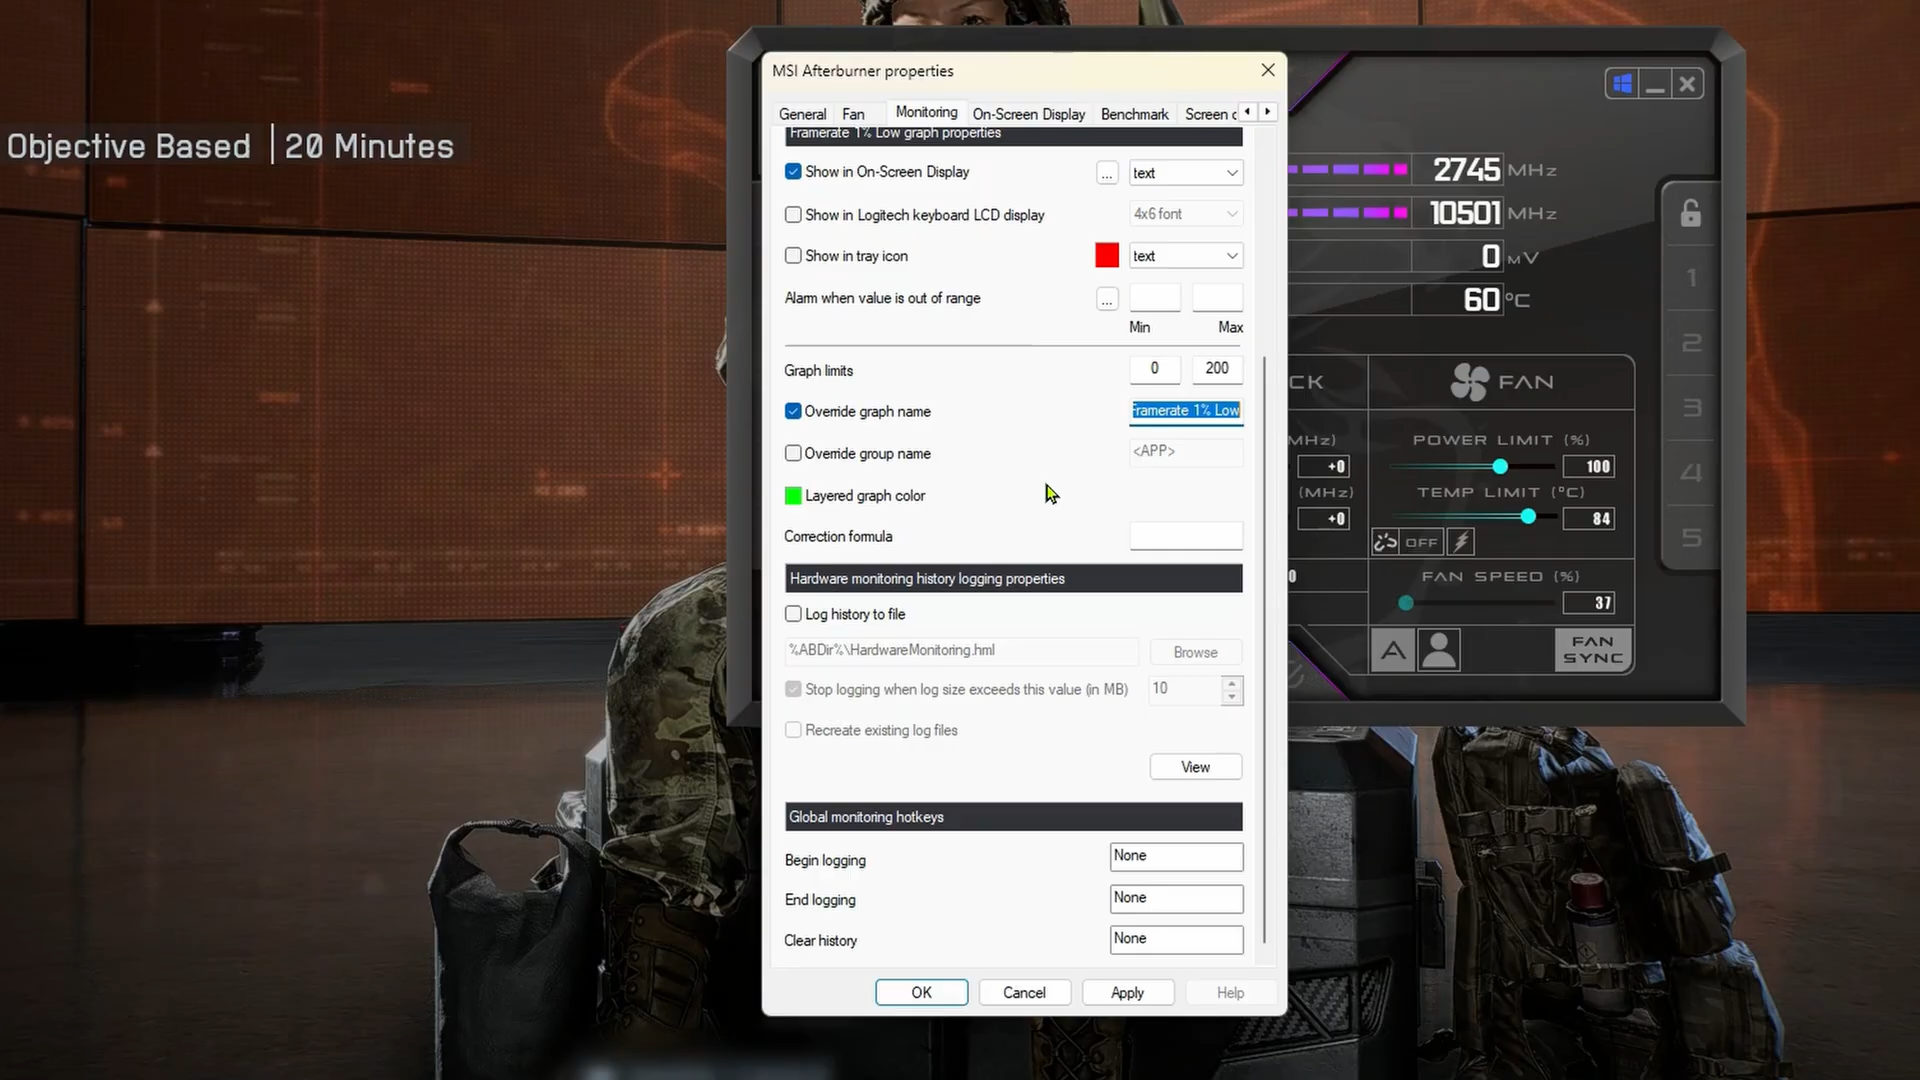 Objective Based | 20 Minutes
MSI Afterburner properties
General Fan Monitoring On-Screen Display Benchmark Screen c
Framerate 1% Low graph properties
Show in On-Screen Display ... text
Show in Logitech keyboard LCD display 4x6 font
Show in tray icon text
Alarm when value is out of range ...
Min Max
Graph limits 0 200
Override graph name Framerate 1% Low
Override group name <APP>
Layered graph color
Correction formula
Hardware monitoring history logging properties
Log history to file
%ABDir%\HardwareMonitoring.hml Browse
Stop logging when log size exceeds this value (in MB) 10
Recreate existing log files
View
Global monitoring hotkeys
Begin logging None
End logging None
Clear history None
OK Cancel Apply Help
2745 MHz
10501 MHz
0 MV
60 °C
1
2
3
4
5
CK
FAN
MHz) +0
(MHz) +0
POWER LIMIT (%)
100
TEMP LIMIT (°C)
84
OFF
0
FAN SPEED (%)
37
A
FAN
SYNC